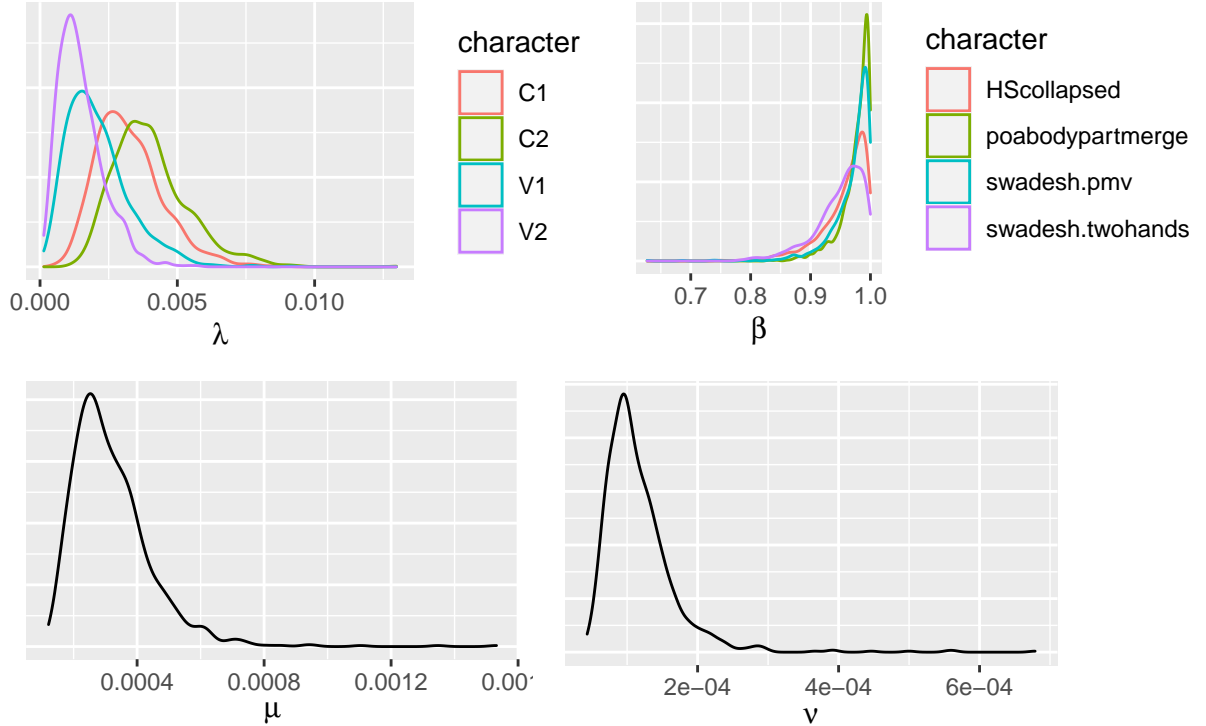 0.000 0.005 0.010
λ
character
C1
C2
V1
V2
0.7 0.8 0.9 1.0
β
character
HScollapsed
poabodypartmerge
swadesh.pmv
swadesh.twohands
0.0004 0.0008 0.0012
μ
2e−04 4e−04 6e−04
ν